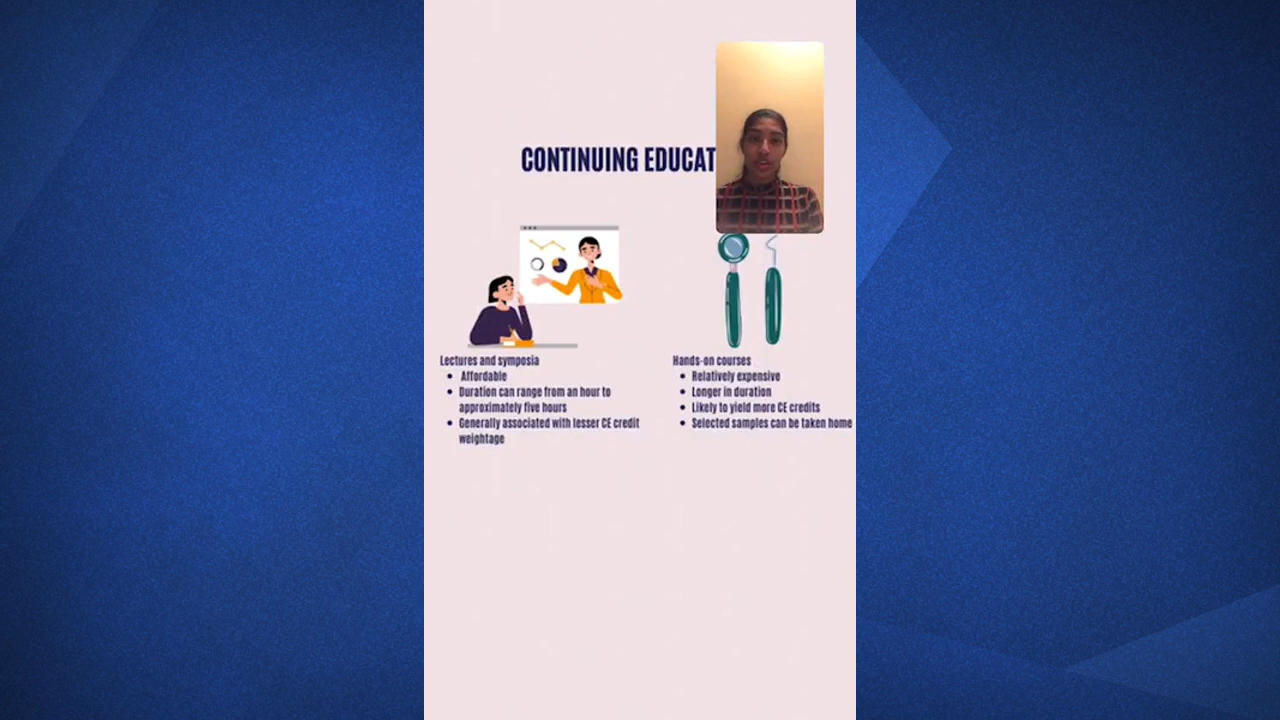 CONTINUING EDUCAT
Lectures and symposia
• Affordable
• Duration can range from an hour to
approximately five hours
• Generally associated with lesser CE credit
weightage
Hands-on courses
• Relatively expensive
• Longer in duration
• Likely to yield more CE credits
• Selected samples can be taken home